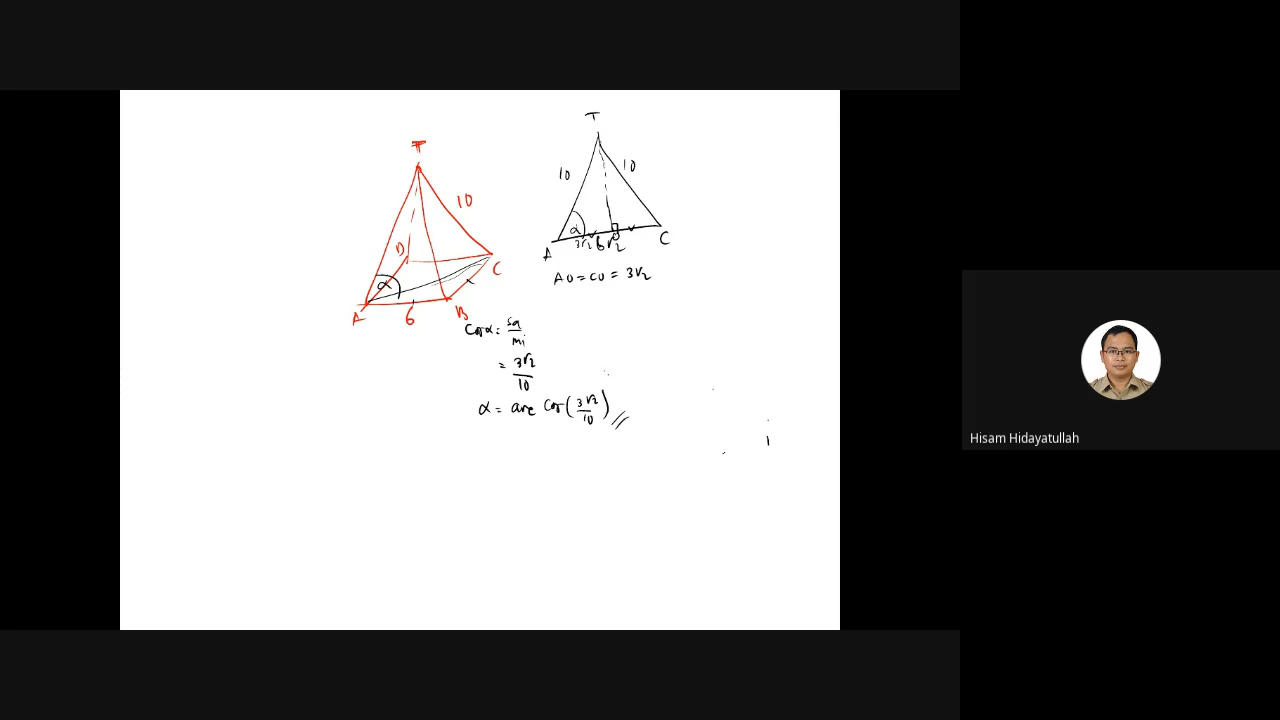 T
10
D
C
α
A
6
B
T
10
10
α
3√2
6√2
A
C
AO = CO = 3√2
Cos α = sa/mi
= 3√2/10
α = arc Cos (3√2/10) //
Hisam Hidayatullah